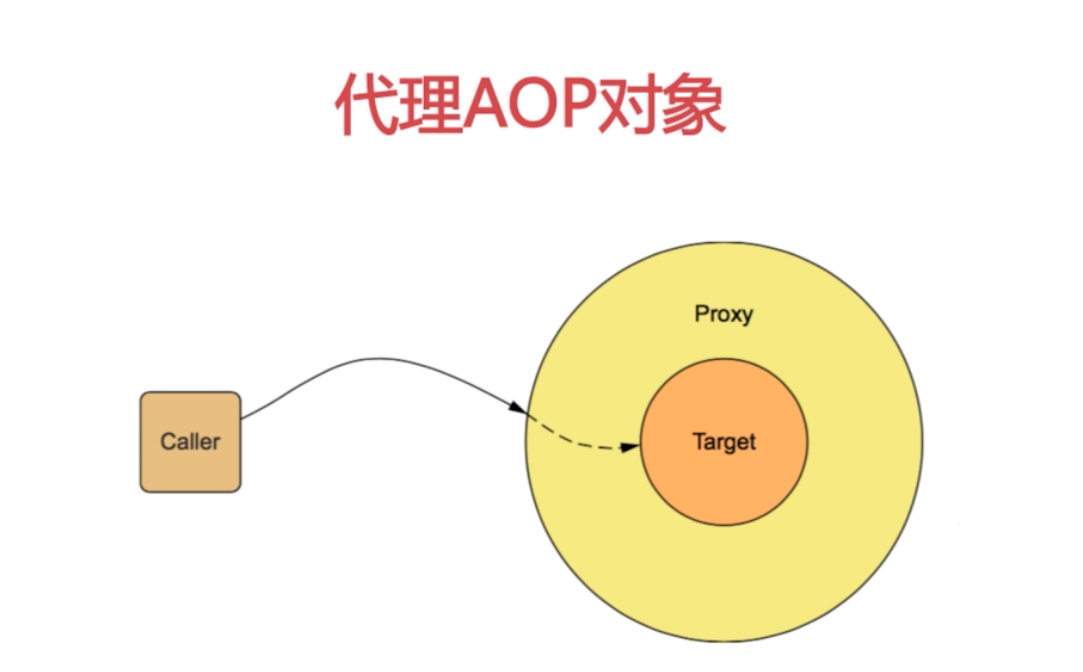 代理AOP对象
Proxy
Caller
Target